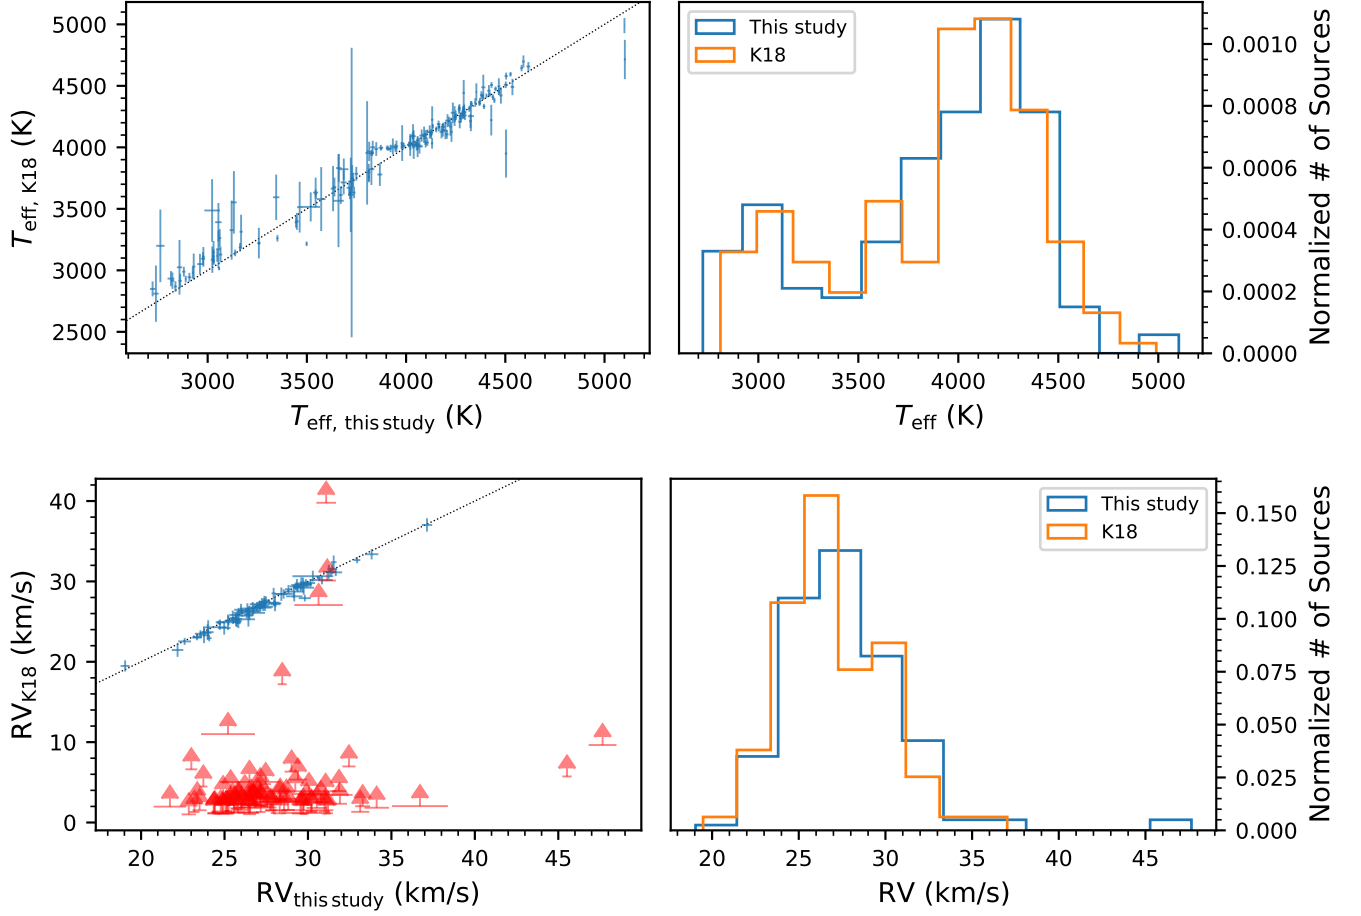 5000
4500
4000
3500
3000
2500
T_eff, K18 (K)
3000 3500 4000 4500 5000
T_eff, this study (K)
This study
K18
0.0010
0.0008
0.0006
0.0004
0.0002
0.0000
Normalized # of Sources
3000 3500 4000 4500 5000
T_eff (K)
40
30
20
10
0
RV_K18 (km/s)
20 25 30 35 40 45
RV_this study (km/s)
This study
K18
0.150
0.125
0.100
0.075
0.050
0.025
0.000
Normalized # of Sources
20 25 30 35 40 45
RV (km/s)